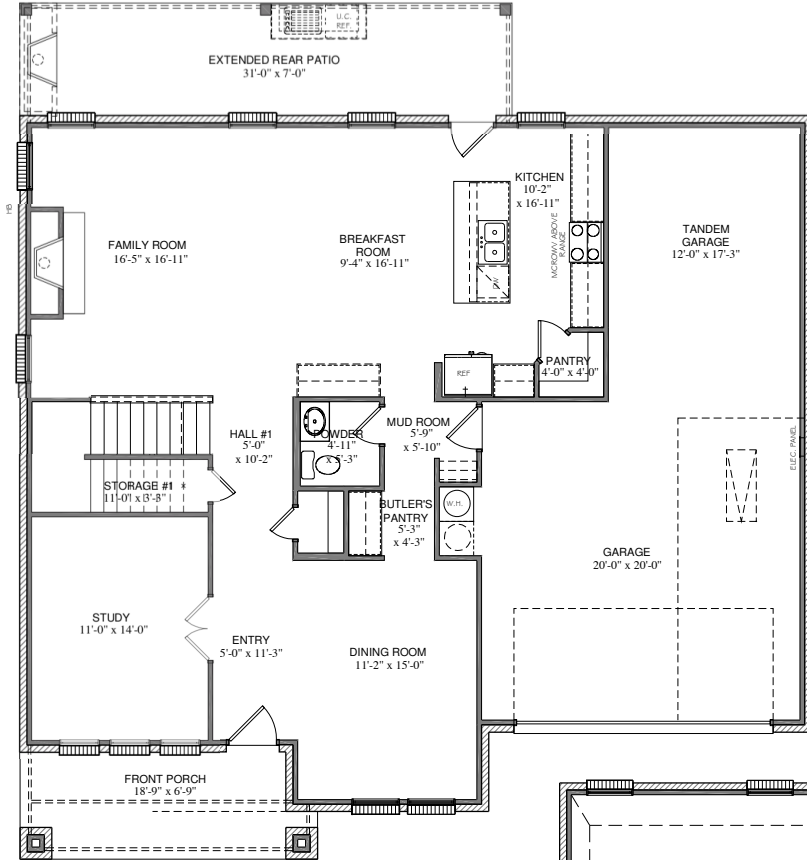 U.C.
REF.
EXTENDED REAR PATIO
31'-0" x 7'-0"
HB
KITCHEN
10'-2"
x 16'-11"
FAMILY ROOM
16'-5" x 16'-11"
BREAKFAST
ROOM
9'-4" x 16'-11"
TANDEM
GARAGE
12'-0" x 17'-3"
MCROWV ABOVE
RANGE
DW
REF
PANTRY
4'-0" x 4'-0"
HALL #1
5'-0"
x 10'-2"
POWDER
4'-11"
x 5'-3"
MUD ROOM
5'-9"
x 5'-10"
ELEC. PANEL
STORAGE #1 *
11'-0" x 3'-3"
BUTLER'S
PANTRY
5'-3"
x 4'-3"
W.H.
GARAGE
20'-0" x 20'-0"
STUDY
11'-0" x 14'-0"
ENTRY
5'-0" x 11'-3"
DINING ROOM
11'-2" x 15'-0"
FRONT PORCH
18'-9" x 6'-9"